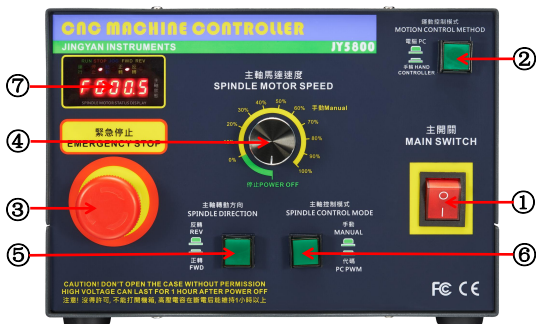 CNC MACHINE CONTROLLER
JINGYAN INSTRUMENTS
JY5800
運動控制模式
MOTION CONTROL METHOD
電腦 PC
手輪 HAND
CONTROLLER
②
⑦
RUN STOP FWD REV
F000.5
SPINDLE MOTOR STATUS DISPLAY
主軸馬達速度
SPINDLE MOTOR SPEED
0%
20%
30%
40%
50%
60%
70%
80%
90%
100%
手動Manual
停止POWER OFF
④
緊急停止
EMERGENCY STOP
③
主開關
MAIN SWITCH
①
主軸轉動方向
SPINDLE DIRECTION
反轉
REV
正轉
FWD
⑤
主軸控制模式
SPINDLE CONTROL MODE
手動
MANUAL
代碼
PC PWM
⑥
CAUTION! DON'T OPEN THE CASE WITHOUT PERMISSION
HIGH VOLTAGE CAN LAST FOR 1 HOUR AFTER POWER OFF
注意! 沒得許可, 不能打開機箱, 高壓電容在斷電后能維持1小時以上
FC CE